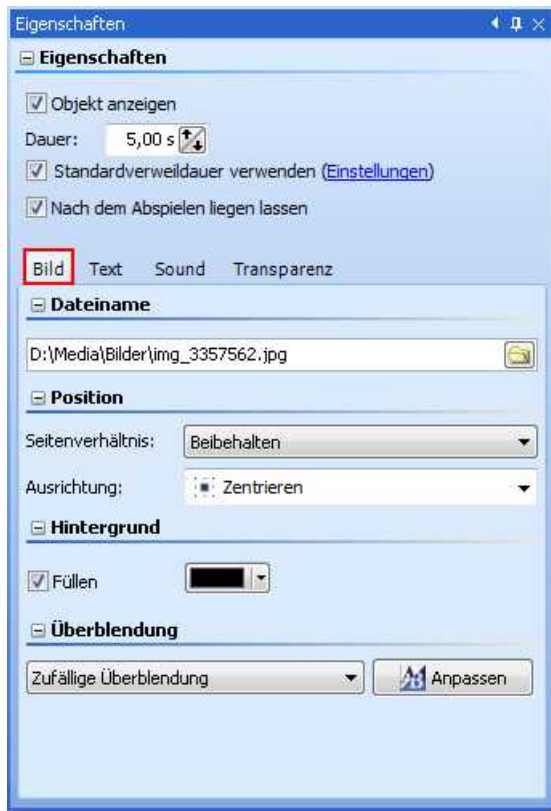 Eigenschaften
Eigenschaften
Objekt anzeigen
Dauer: 5,00 s
Standardverweildauer verwenden (Einstellungen)
Nach dem Abspielen liegen lassen
Bild Text Sound Transparenz
Dateiname
D:\Media\Bilder\img_3357562.jpg
Position
Seitenverhältnis: Beibehalten
Ausrichtung: Zentrieren
Hintergrund
Füllen
Überblendung
Zufällige Überblendung Anpassen